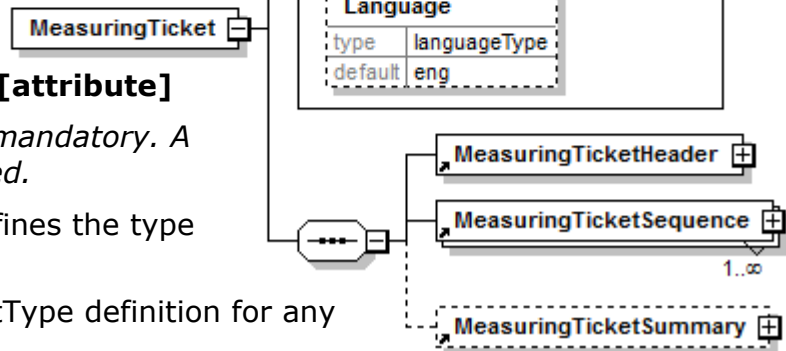 Language
MeasuringTicket
type languageType
default eng
[attribute]
mandatory. A
ed.
fines the type
tType definition for any
MeasuringTicketHeader
MeasuringTicketSequence
1..∞
MeasuringTicketSummary